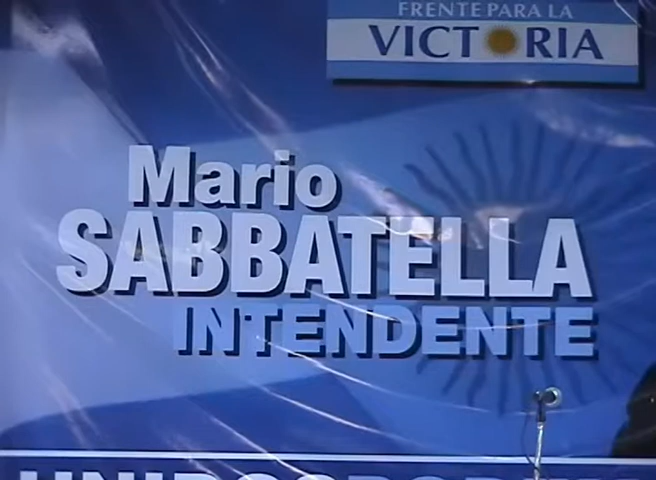 FRENTE PARA LA
VICTORIA
Mario
SABBATELLA
INTENDENTE